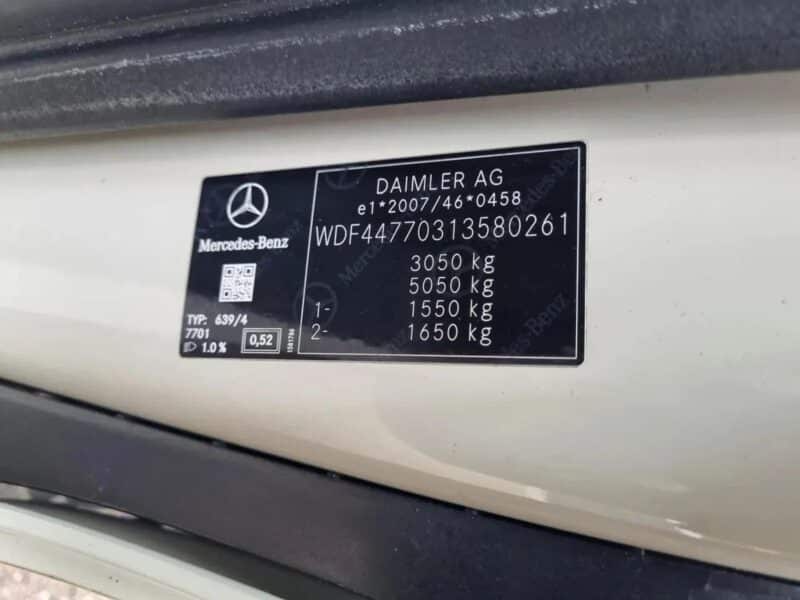 Mercedes-Benz
TYP: 639/4
7701
1.0 %
0,52
1581786
DAIMLER AG
e1*2007/46*0458
WDF44770313580261
3050 kg
5050 kg
1- 1550 kg
2- 1650 kg